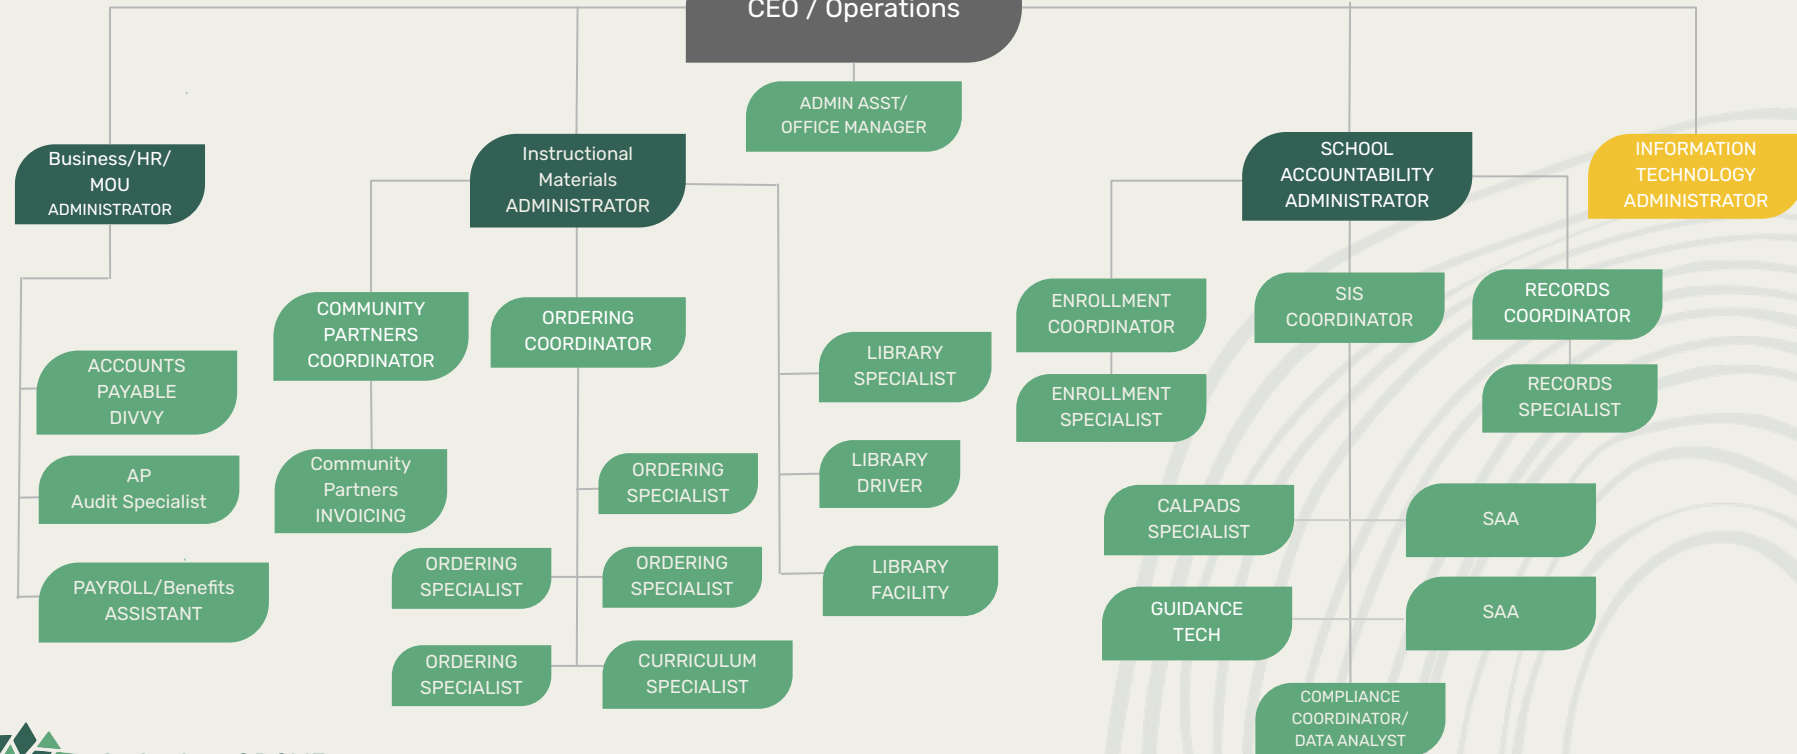 CEO / Operations
ADMIN ASST/
OFFICE MANAGER
Business/HR/
MOU
ADMINISTRATOR
Instructional
Materials
ADMINISTRATOR
SCHOOL
ACCOUNTABILITY
ADMINISTRATOR
INFORMATION
TECHNOLOGY
ADMINISTRATOR
ACCOUNTS
PAYABLE
DIVVY
AP
Audit Specialist
PAYROLL/Benefits
ASSISTANT
COMMUNITY
PARTNERS
COORDINATOR
Community
Partners
INVOICING
ORDERING
COORDINATOR
ORDERING
SPECIALIST
ORDERING
SPECIALIST
ORDERING
SPECIALIST
ORDERING
SPECIALIST
CURRICULUM
SPECIALIST
LIBRARY
SPECIALIST
LIBRARY
DRIVER
LIBRARY
FACILITY
ENROLLMENT
COORDINATOR
ENROLLMENT
SPECIALIST
SIS
COORDINATOR
RECORDS
COORDINATOR
RECORDS
SPECIALIST
CALPADS
SPECIALIST
SAA
GUIDANCE
TECH
SAA
COMPLIANCE
COORDINATOR/
DATA ANALYST